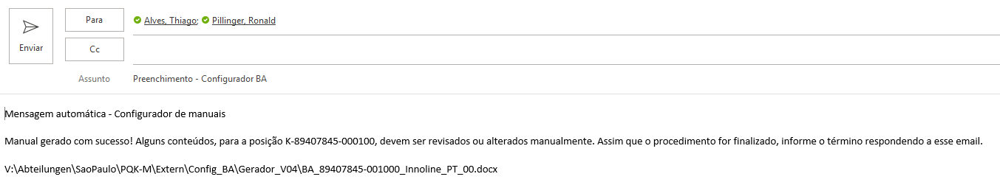 Para
Alves, Thiago; Pillinger, Ronald
Enviar
Cc
Assunto
Preenchimento - Configurador BA
Mensagem automática - Configurador de manuais
Manual gerado com sucesso! Alguns conteúdos, para a posição K-89407845-000100, devem ser revisados ou alterados manualmente. Assim que o procedimento for finalizado, informe o término respondendo a esse email.
V:\Abteilungen\SaoPaulo\PQK-M\Extern\Config_BA\Gerador_V04\BA_89407845-001000_Innoline_PT_00.docx